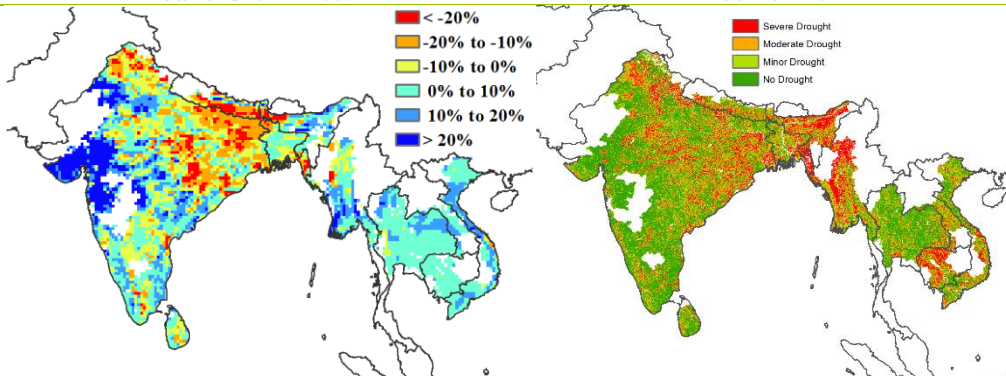 < -20%
-20% to -10%
-10% to 0%
0% to 10%
10% to 20%
> 20%
Severe Drought
Moderate Drought
Minor Drought
No Drought